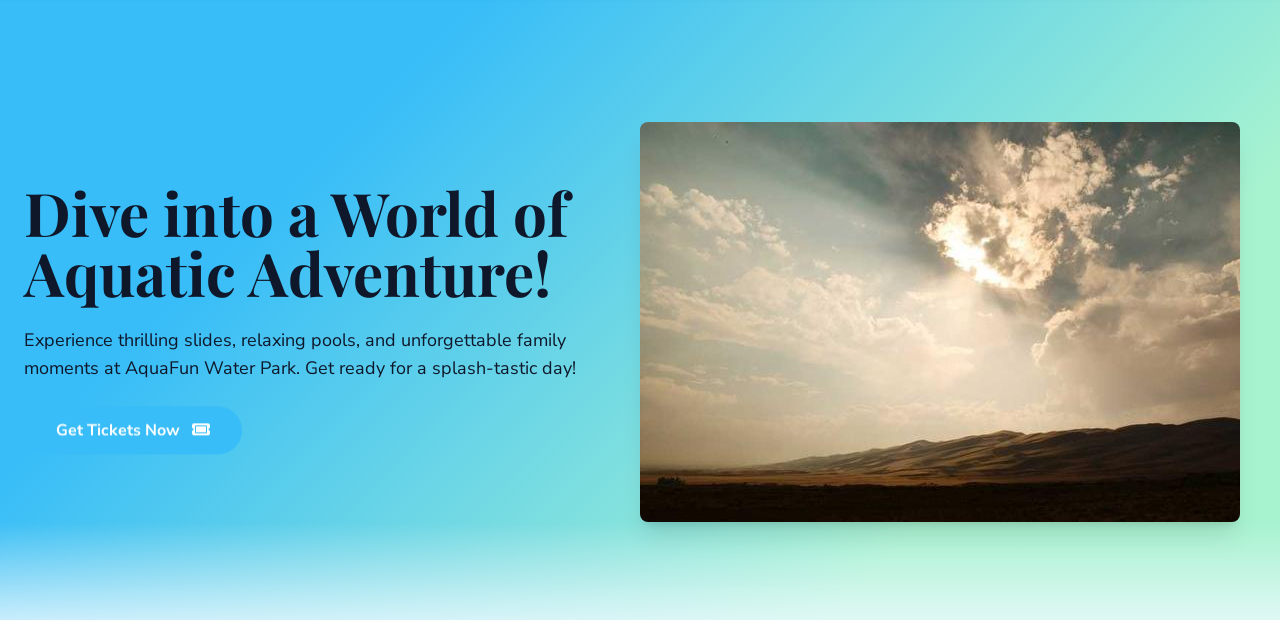 Dive into a World of
Aquatic Adventure!
Experience thrilling slides, relaxing pools, and unforgettable family
moments at AquaFun Water Park. Get ready for a splash-tastic day!
Get Tickets Now